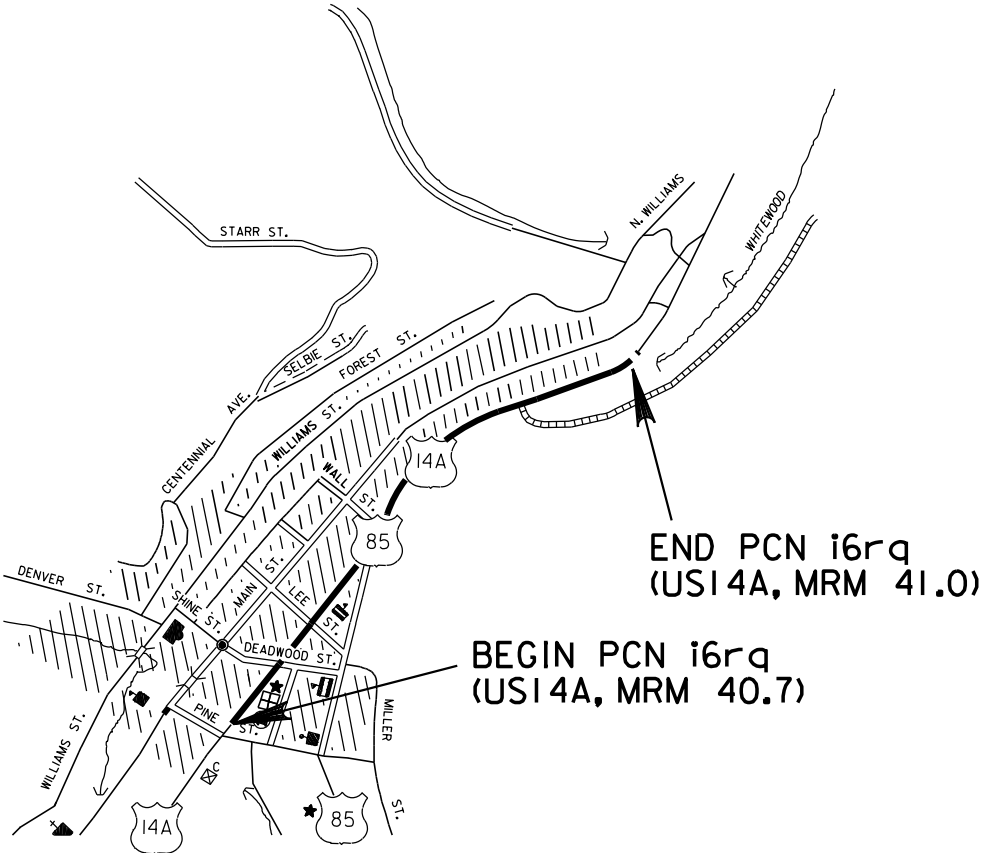 N. WILLIAMS
WHITEWOOD
STARR ST.
SELBIE ST.
FOREST ST.
CENTENNIAL AVE.
WILLIAMS ST.
14A
WALL ST.
85
END PCN i6rq
(US14A, MRM 41.0)
DENVER ST.
SHINE ST.
MAIN ST.
LEE ST.
DEADWOOD ST.
BEGIN PCN i6rq
(US14A, MRM 40.7)
PINE ST.
MILLER ST.
WILLIAMS ST.
C
14A
85